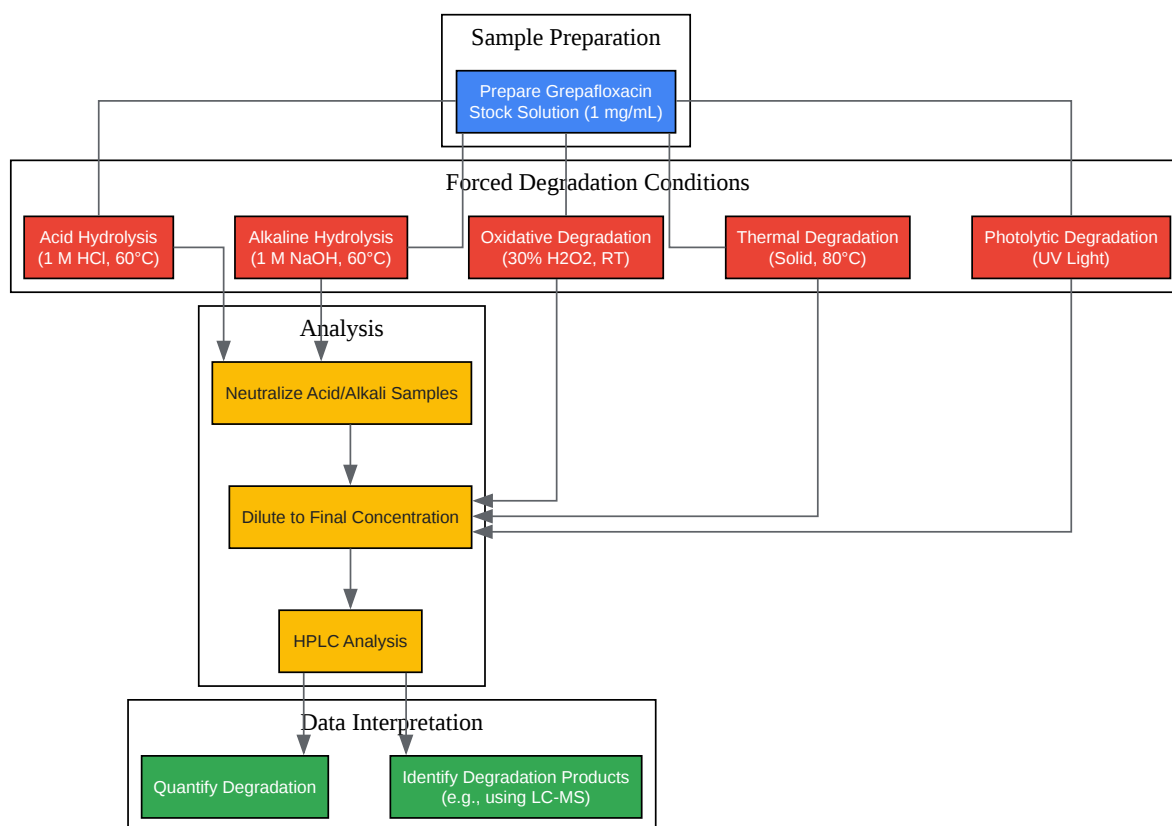 Sample Preparation
Prepare Grepafloxacin
Stock Solution (1 mg/mL)
Forced Degradation Conditions
Acid Hydrolysis
(1 M HCl, 60°C)
Alkaline Hydrolysis
(1 M NaOH, 60°C)
Oxidative Degradation
(30% H2O2, RT)
Thermal Degradation
(Solid, 80°C)
Photolytic Degradation
(UV Light)
Analysis
Neutralize Acid/Alkali Samples
Dilute to Final Concentration
HPLC Analysis
Data Interpretation
Quantify Degradation
Identify Degradation Products
(e.g., using LC-MS)